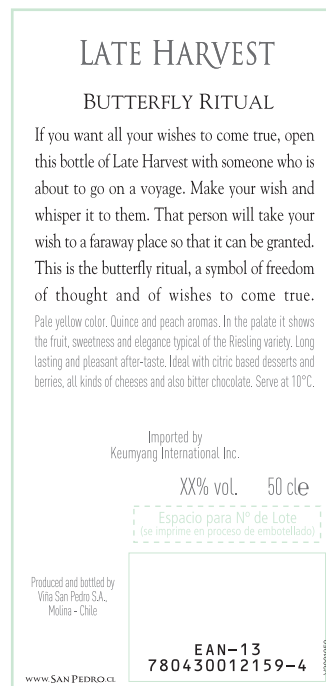 LATE HARVEST
BUTTERFLY RITUAL
If you want all your wishes to come true, open
this bottle of Late Harvest with someone who is
about to go on a voyage. Make your wish and
whisper it to them. That person will take your
wish to a faraway place so that it can be granted.
This is the butterfly ritual, a symbol of freedom
of thought and of wishes to come true.
Pale yellow color. Quince and peach aromas. In the palate it shows
the fruit, sweetness and elegance typical of the Riesling variety. Long
lasting and pleasant after-taste. Ideal with citric based desserts and
berries, all kinds of cheeses and also bitter chocolate. Serve at 10°C.
Imported by
Keumyang International Inc.
XX% vol. 50 cle
Espacio para Nº de Lote
(se imprime en proceso de embotellado)
Produced and bottled by
Viña San Pedro S.A.,
Molina - Chile
EAN-13
780430012159-4
WWW.SAN PEDRO.CL